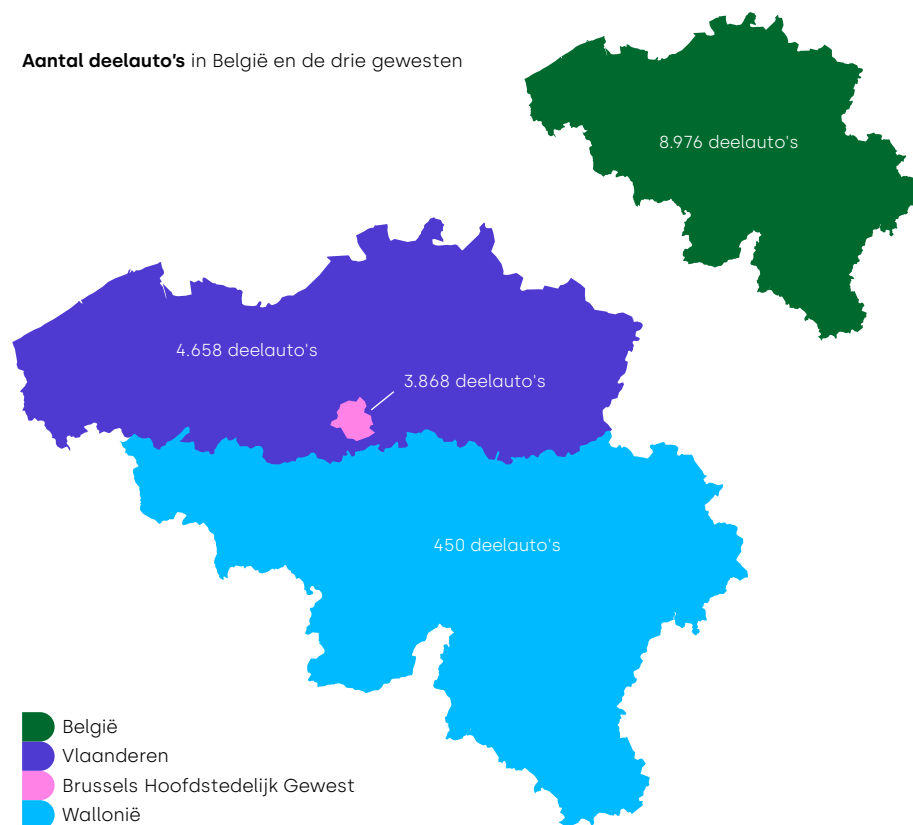 Aantal deelauto's in België en de drie gewesten
8.976 deelauto's
4.658 deelauto's
3.868 deelauto's
450 deelauto's
België
Vlaanderen
Brussels Hoofdstedelijk Gewest
Wallonië